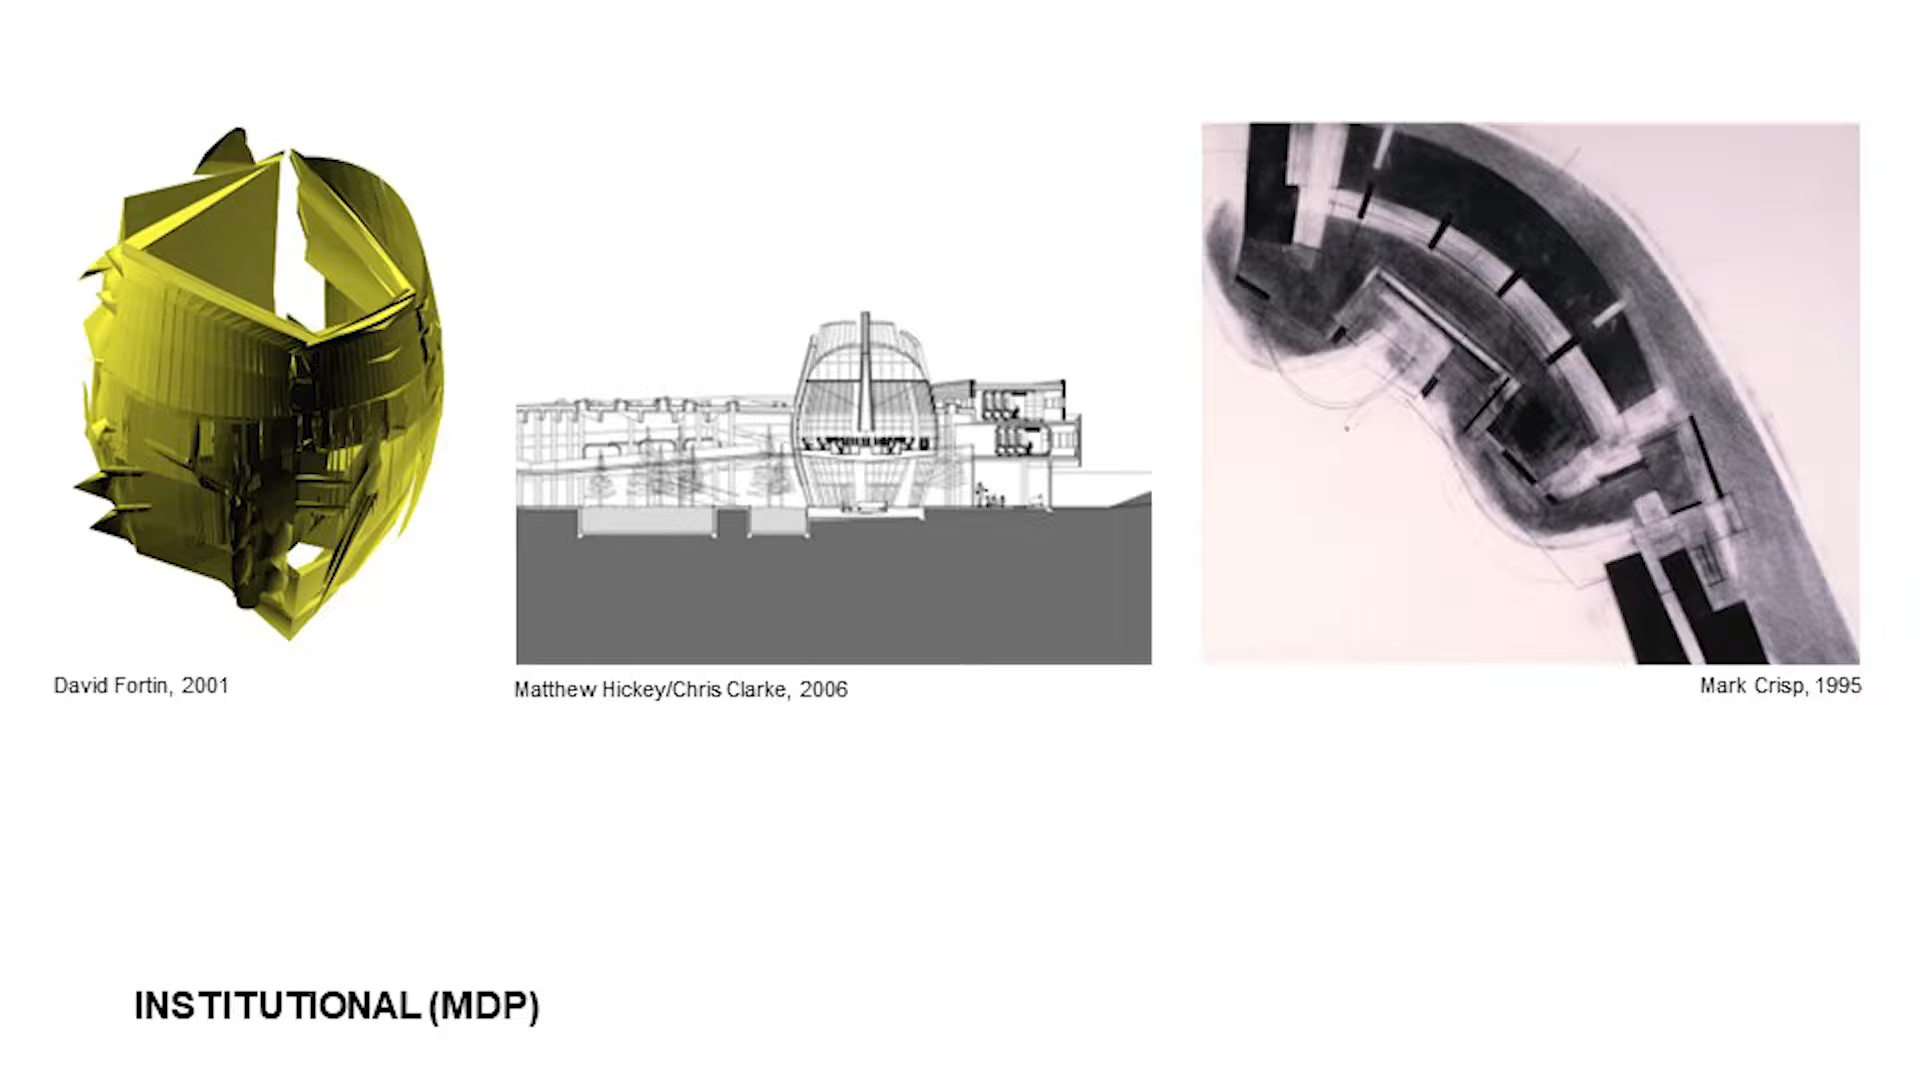 David Fortin, 2001
Matthew Hickey/Chris Clarke, 2006
Mark Crisp, 1995
INSTITUTIONAL (MDP)